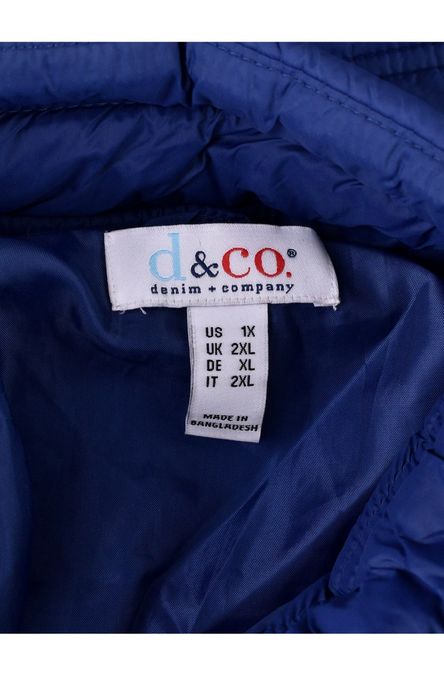 d&co.®
denim + company
US 1X
UK 2XL
DE XL
IT 2XL
MADE IN
BANGLADESH